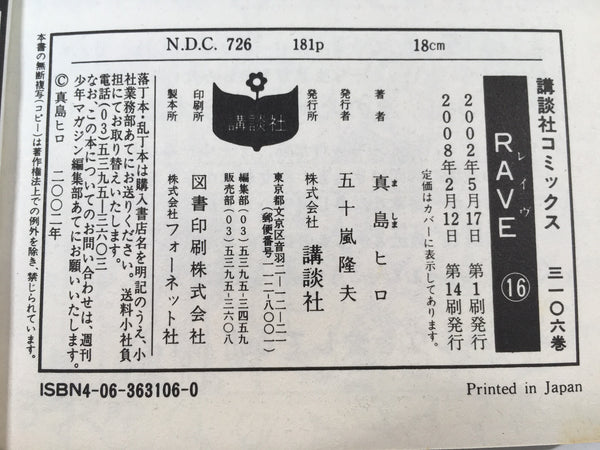 N.D.C. 726 181p 18cm
講談社コミックス 三一〇六巻
レイヴ
RAVE ⑯
2002年5月17日 第1刷発行
2008年2月12日 第14刷発行
定価はカバーに表示してあります。
著者 真島ヒロ
ましま
発行者 五十嵐隆夫
発行所 株式会社 講談社
東京都文京区音羽二-一二-二一
(郵便番号)一一二-八〇〇一
編集部(03)五三九五-三四五九
販売部(03)五三九五-三六〇八
講談社
印刷所 図書印刷株式会社
製本所 株式会社フォーネット社
落丁本・乱丁本は購入書店名を明記のうえ、小
社業務部あてにお送りください。送料小社負
担にてお取り替えいたします。
電話(03)五三九五-三六〇三
なお、この本についてのお問い合わせは、週刊
少年マガジン編集部あてにお願いいたします。
©真島ヒロ 二〇〇二年
本書の無断複写(コピー)は著作権法上での例外を除き、禁じられています。
ISBN4-06-363106-0
Printed in Japan